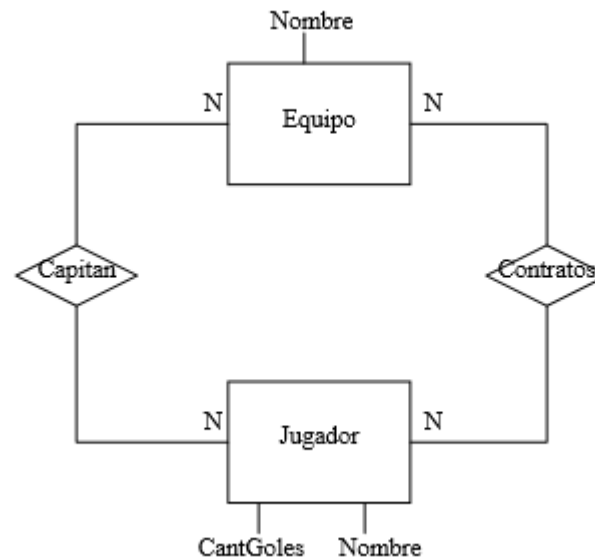 Nombre
N
N
Equipo
Capitan
Contratos
N
N
Jugador
CantGoles
Nombre